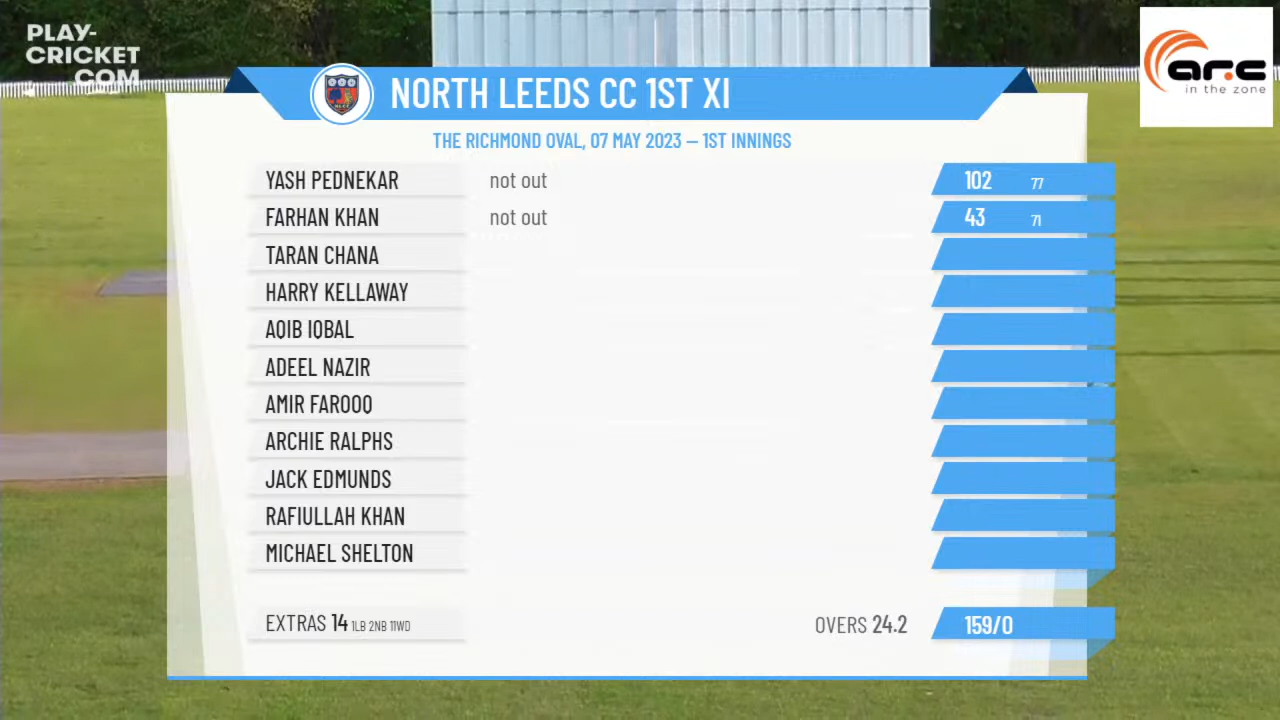 PLAY-
CRICKET
.COM
arc
in the zone
NORTH LEEDS CC 1ST XI
THE RICHMOND OVAL, 07 MAY 2023 – 1ST INNINGS
YASH PEDNEKAR not out 102 77
FARHAN KHAN not out 43 71
TARAN CHANA
HARRY KELLAWAY
AQIB IQBAL
ADEEL NAZIR
AMIR FAROOQ
ARCHIE RALPHS
JACK EDMUNDS
RAFIULLAH KHAN
MICHAEL SHELTON
EXTRAS 14 1LB 2NB 11WD OVERS 24.2 159/0